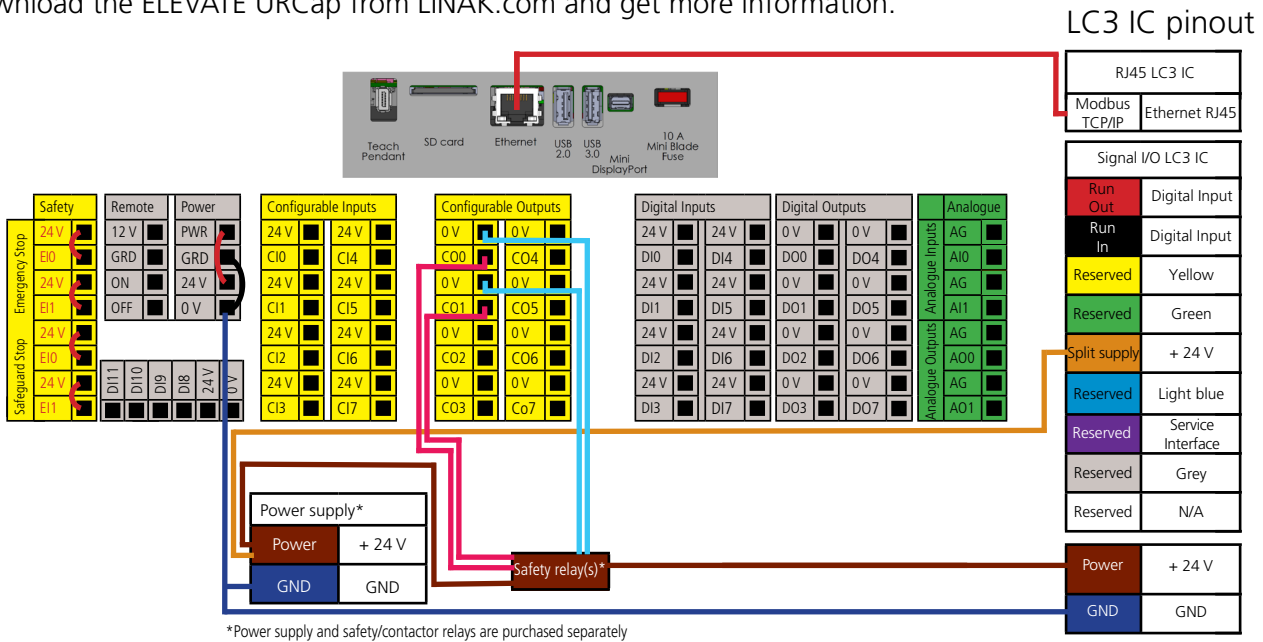 wnload the ELEVATE URCap from LINAK.com and get more information.
LC3 IC pinout
RJ45 LC3 IC
Modbus TCP/IP Ethernet RJ45
Teach Pendant
SD card
Ethernet
USB 2.0
USB 3.0
Mini DisplayPort
10 A Mini Blade Fuse
Signal I/O LC3 IC
Run Out Digital Input
Run In Digital Input
Reserved Yellow
Reserved Green
Split supply + 24 V
Reserved Light blue
Reserved Service Interface
Reserved Grey
Reserved N/A
Power + 24 V
GND GND
Safety
Emergency Stop
24 V
EI0
24 V
EI1
Safeguard Stop
24 V
EI0
24 V
EI1
Remote
12 V
GRD
ON
OFF
Power
PWR
GRD
24 V
0 V
DI11 DI10 DI9 DI8 24 V 0 V
Configurable Inputs
24 V 24 V
CI0 CI4
24 V 24 V
CI1 CI5
24 V 24 V
CI2 CI6
24 V 24 V
CI3 CI7
Configurable Outputs
0 V 0 V
CO0 CO4
0 V 0 V
CO1 CO5
0 V 0 V
CO2 CO6
0 V 0 V
CO3 Co7
Digital Inputs
24 V 24 V
DI0 DI4
24 V 24 V
DI1 DI5
24 V 24 V
DI2 DI6
24 V 24 V
DI3 DI7
Digital Outputs
0 V 0 V
DO0 DO4
0 V 0 V
DO1 DO5
0 V 0 V
DO2 DO6
0 V 0 V
DO3 DO7
Analogue
Analogue Inputs
AG
AI0
AG
AI1
Analogue Outputs
AG
AO0
AG
AO1
Power supply*
Power + 24 V
GND GND
Safety relay(s)*
*Power supply and safety/contactor relays are purchased separately